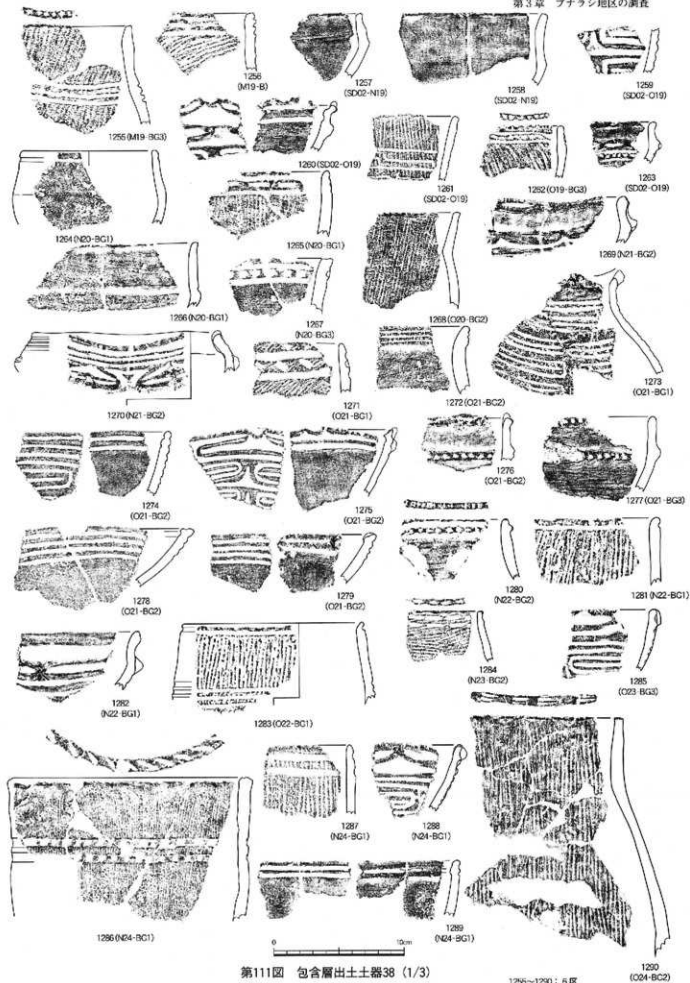 第3章 ブナラシ地区の調査
1255(M19-BG3)
1256
(M19-B)
1257
(SD02-N19)
1258
(SD02-N19)
1259
(SD02-O19)
1260(SD02-O19)
1261
(SD02-O19)
1262(O19-BG3)
1263
(SD02-O19)
1264(N20-BG1)
1265(N20-BG1)
1266(N20-BG1)
1267
(N20-BG3)
1268(O20-BG2)
1269(N21-BG2)
1270(N21-BG2)
1271
(O21-BG1)
1272(O21-BG2)
1273
(O21-BG1)
1274
(O21-BG2)
1275
(O21-BG2)
1276
(O21-BG2)
1277(O21-BG3)
1278
(O21-BG2)
1279
(O21-BG2)
1280
(N22-BG2)
1281(N22-BG1)
1282
(N22-BG1)
1283(O22-BG1)
1284
(N23-BG2)
1285
(O23-BG3)
1286(N24-BG1)
1287
(N24-BG1)
1288
(N24-BG1)
1289
(N24-BG1)
1290
(O24-BG2)
0 10cm
第111図 包含層出土土器38 (1/3)
1255~1290:6区